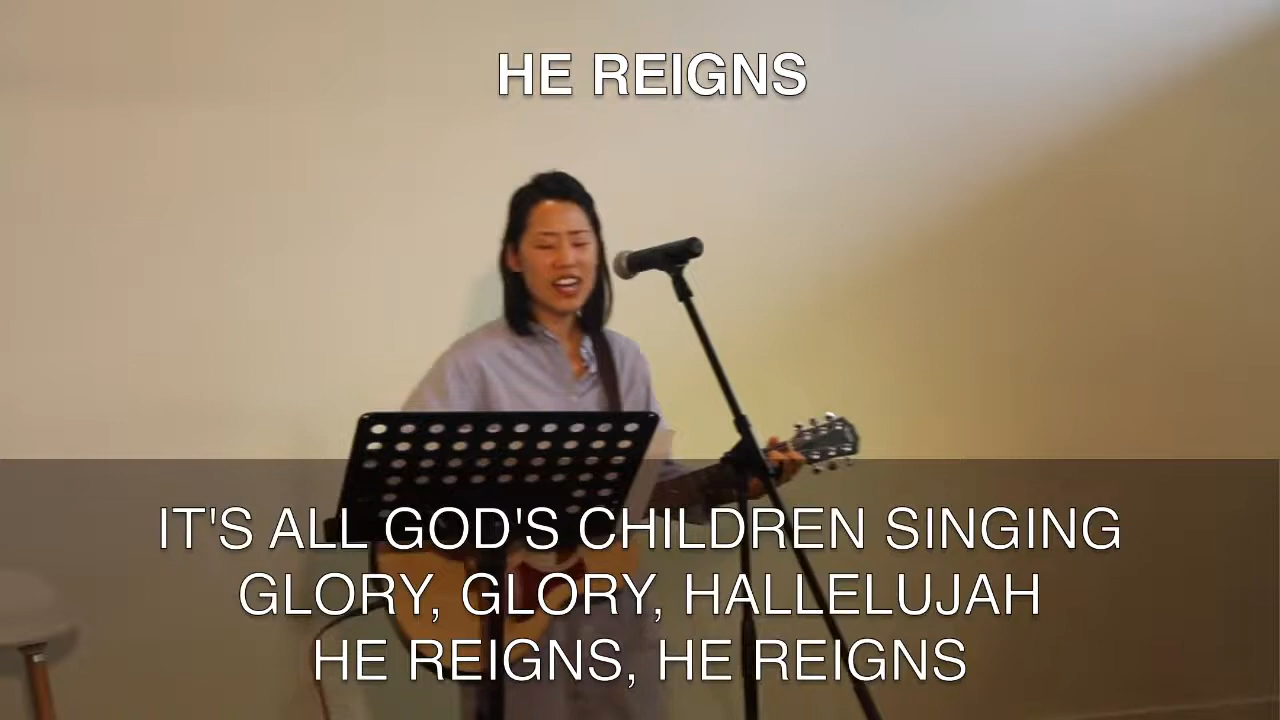 HE REIGNS
IT'S ALL GOD'S CHILDREN SINGING
GLORY, GLORY, HALLELUJAH
HE REIGNS, HE REIGNS